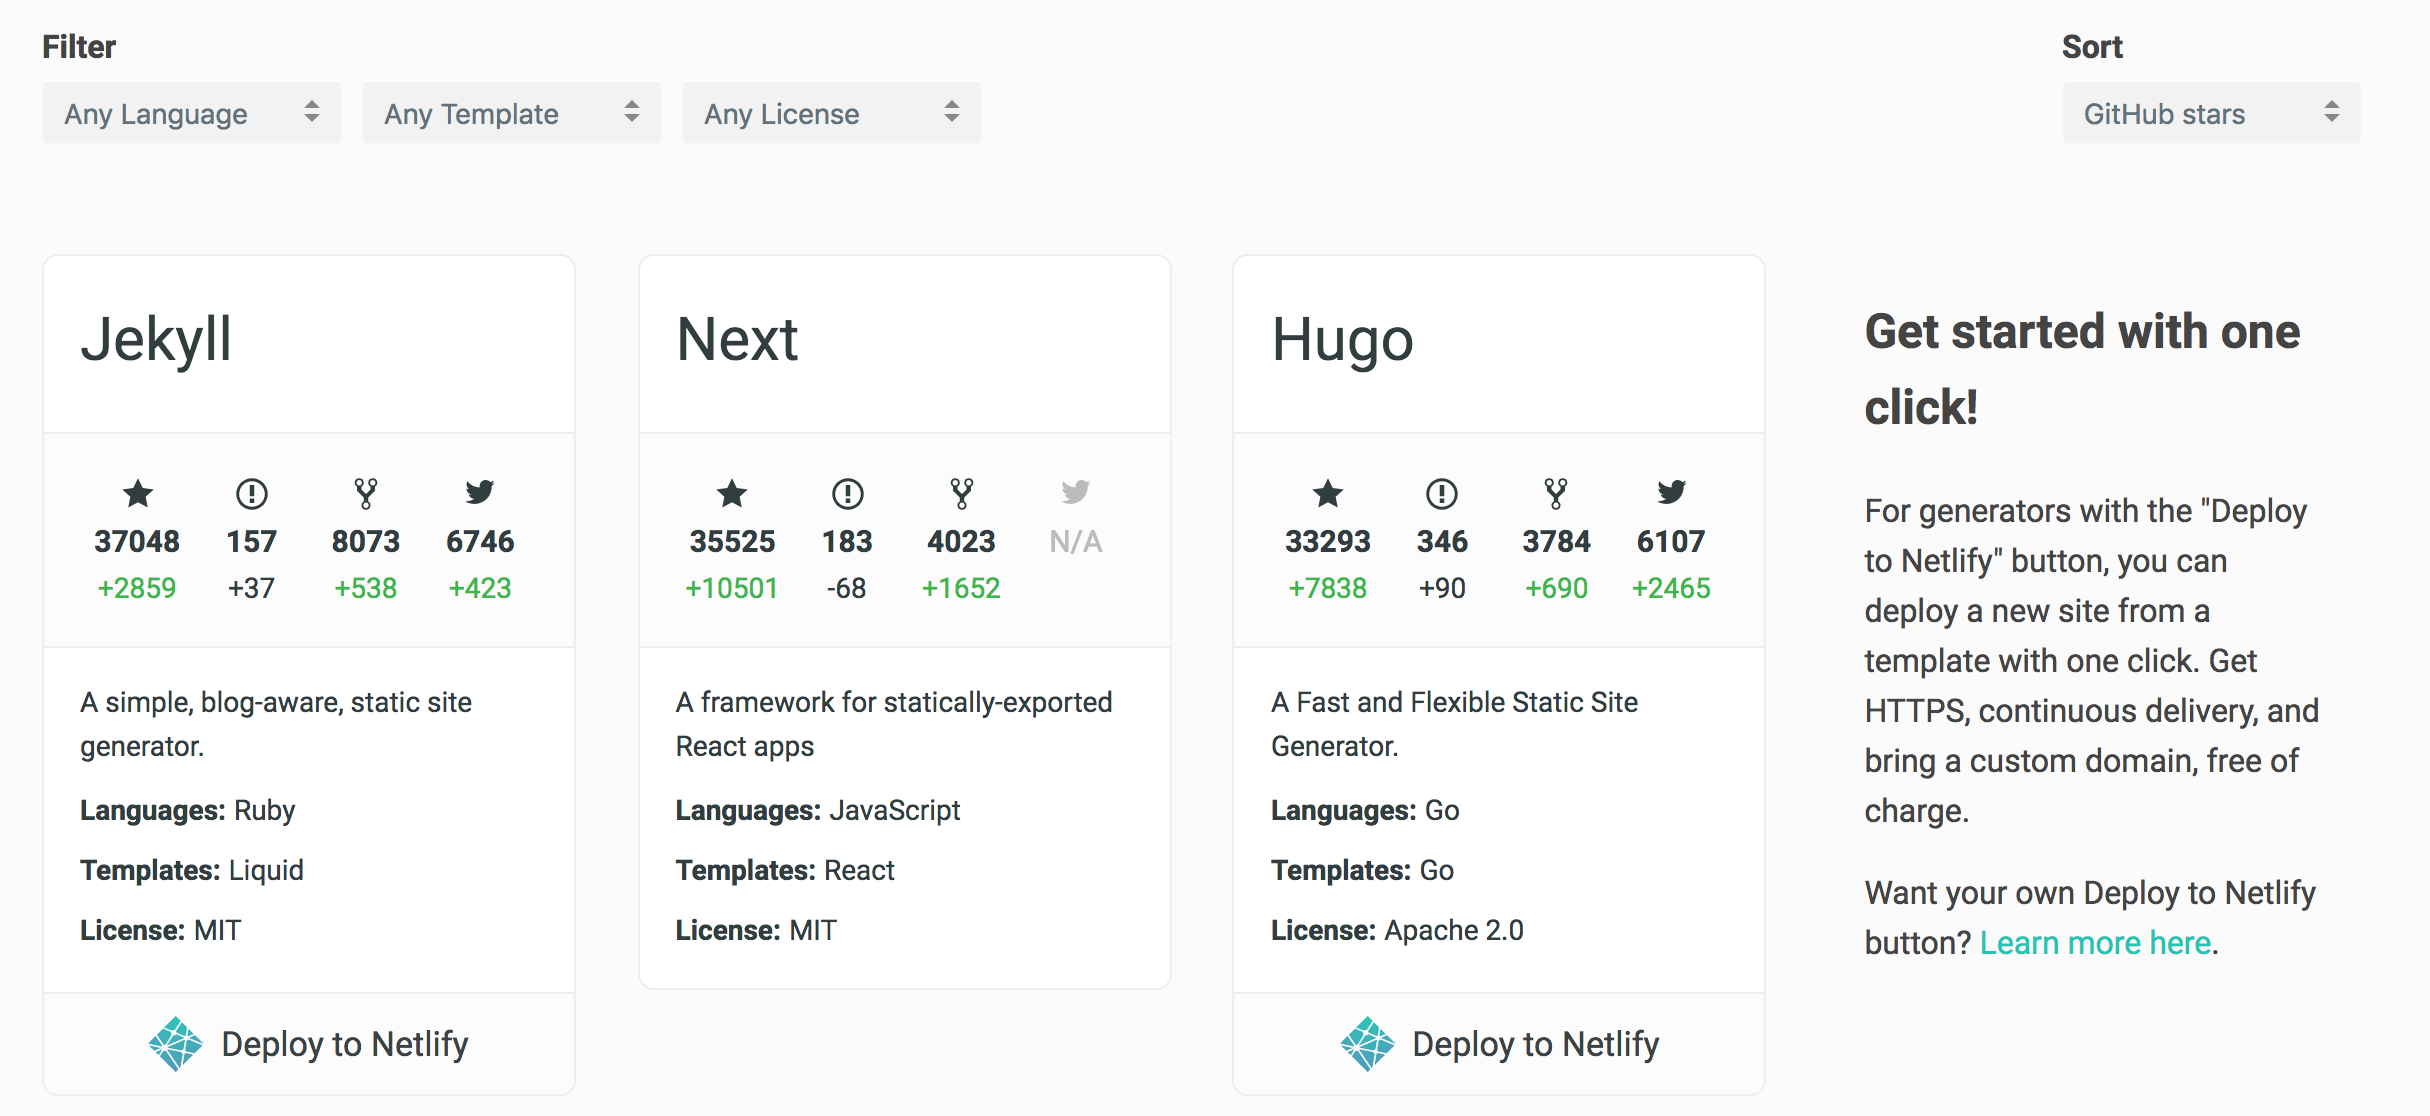 Filter
Sort
Any Language
Any Template
Any License
GitHub stars
Jekyll
37048 157 8073 6746
+2859 +37 +538 +423
A simple, blog-aware, static site
generator.
Languages: Ruby
Templates: Liquid
License: MIT
Deploy to Netlify
Next
35525 183 4023 N/A
+10501 -68 +1652
A framework for statically-exported
React apps
Languages: JavaScript
Templates: React
License: MIT
Hugo
33293 346 3784 6107
+7838 +90 +690 +2465
A Fast and Flexible Static Site
Generator.
Languages: Go
Templates: Go
License: Apache 2.0
Deploy to Netlify
Get started with one
click!
For generators with the "Deploy
to Netlify" button, you can
deploy a new site from a
template with one click. Get
HTTPS, continuous delivery, and
bring a custom domain, free of
charge.
Want your own Deploy to Netlify
button? Learn more here.